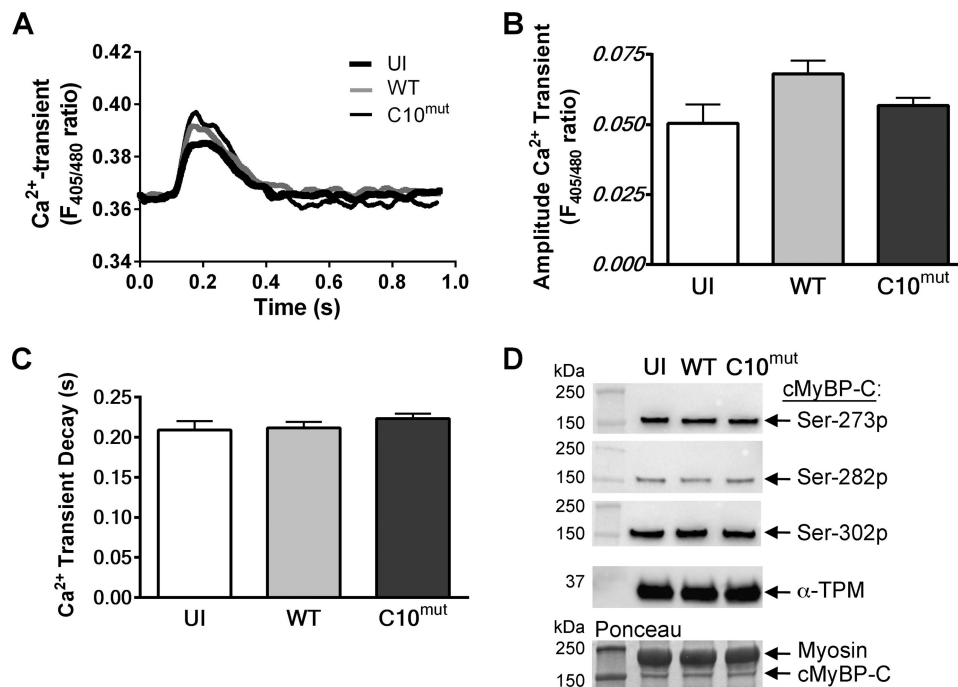 A
Ca²⁺-transient
(F405/480 ratio)
0.42
0.40
0.38
0.36
0.34
0.0
0.2
0.4
0.6
0.8
1.0
Time (s)
UI
WT
C10ᵐᵘᵗ
B
Amplitude Ca²⁺ Transient
(F405/480 ratio)
0.075
0.050
0.025
0.000
UI
WT
C10ᵐᵘᵗ
C
Ca²⁺ Transient Decay (s)
0.25
0.20
0.15
0.10
0.05
0.00
UI
WT
C10ᵐᵘᵗ
D
kDa
UI WT C10ᵐᵘᵗ
cMyBP-C:
250
150
Ser-273p
250
150
Ser-282p
250
150
Ser-302p
37
α-TPM
kDa
Ponceau
250
Myosin
150
cMyBP-C